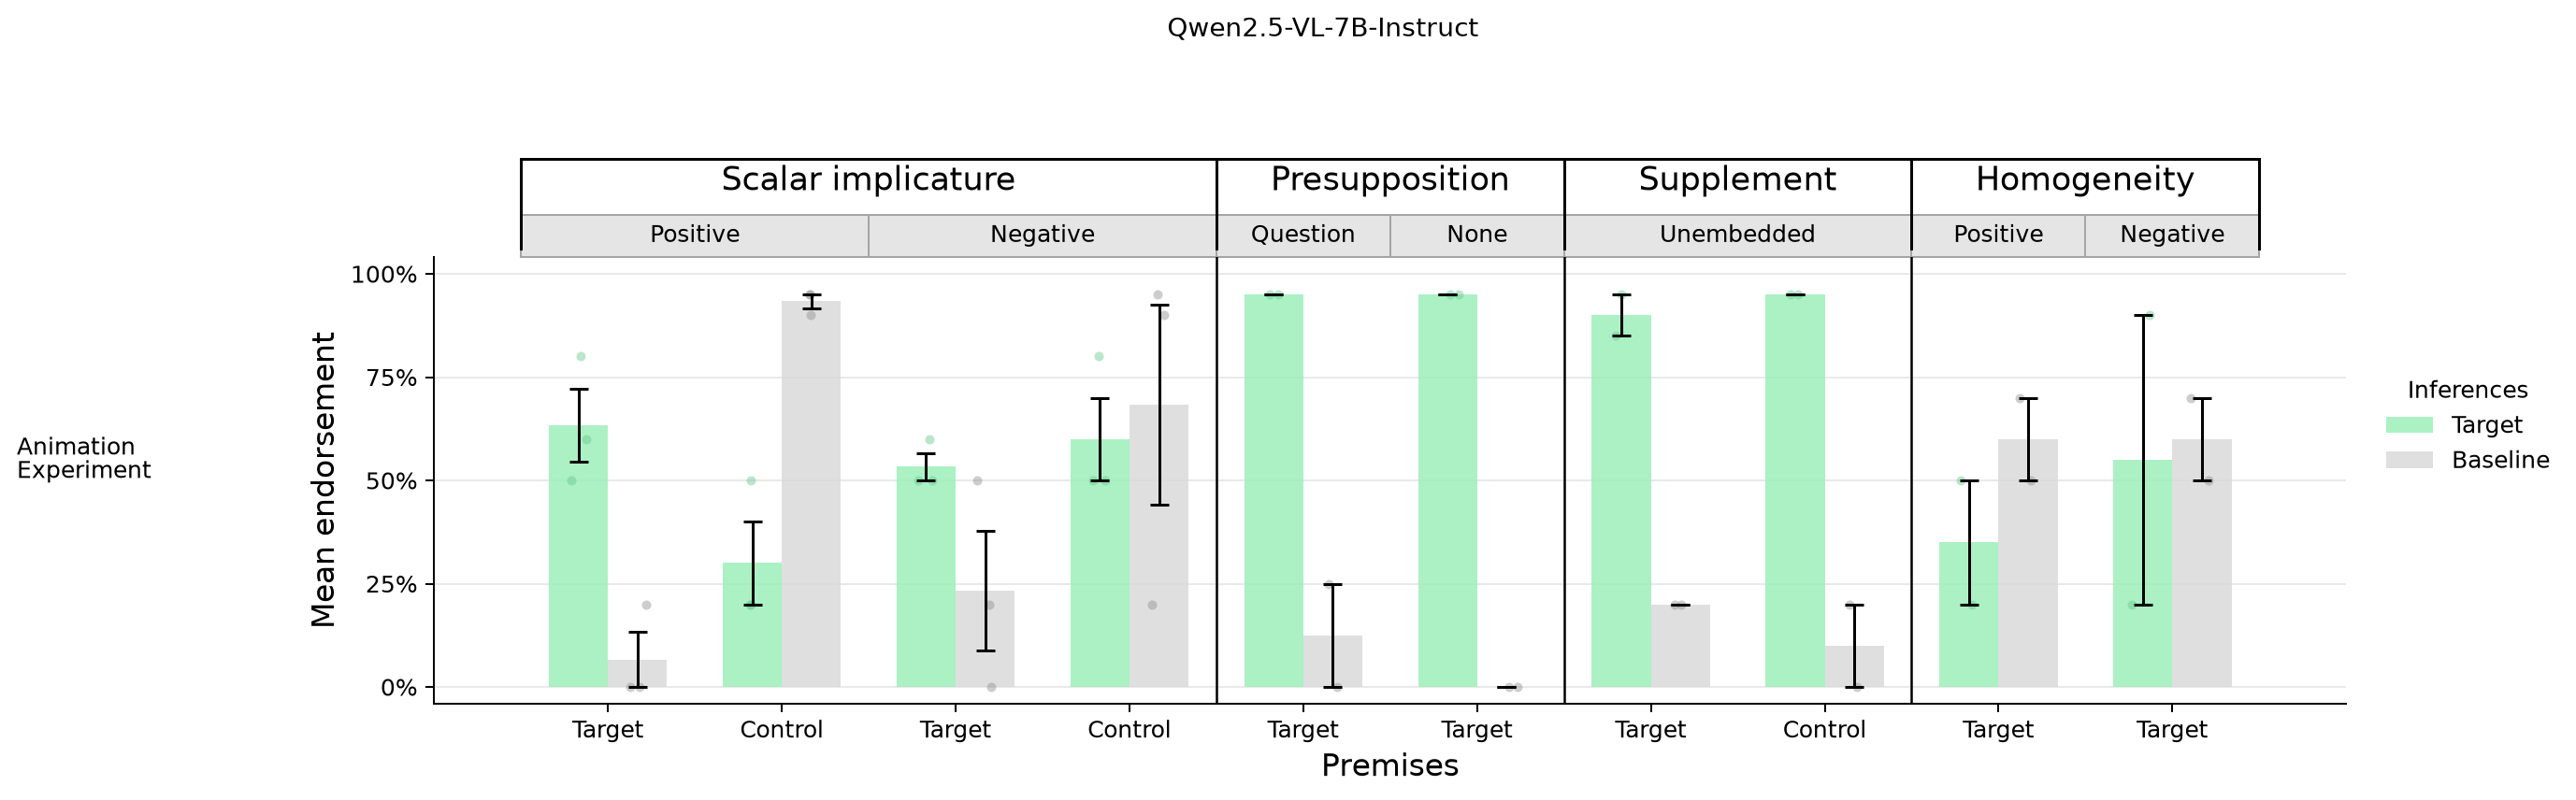 Qwen2.5-VL-7B-Instruct
Scalar implicature Presupposition Supplement Homogeneity
Positive Negative Question None Unembedded Positive Negative
100%
75%
50%
25%
0%
Mean endorsement
Animation
Experiment
Inferences
Target
Baseline
Target Control Target Control Target Target Target Control Target Target
Premises